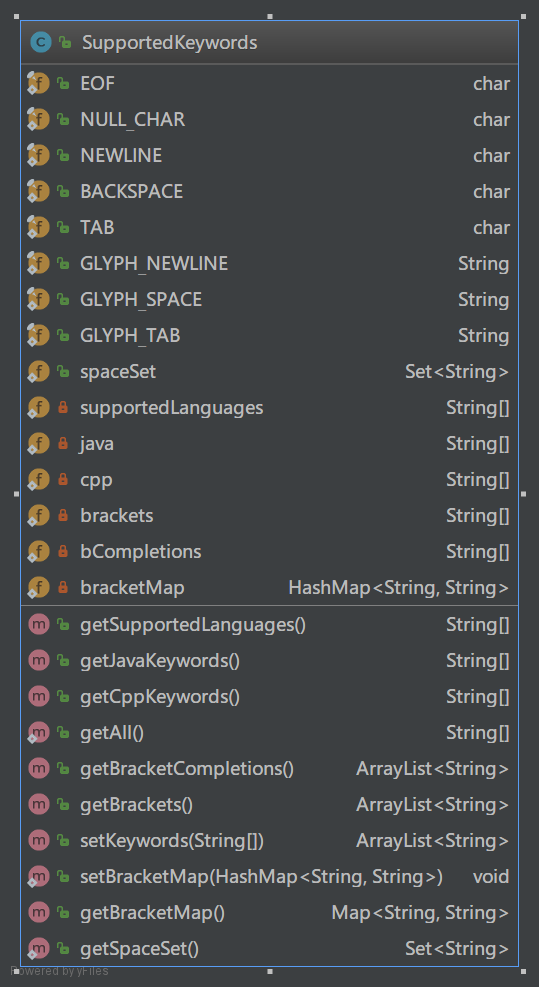 C SupportedKeywords
f EOF char
f NULL_CHAR char
f NEWLINE char
f BACKSPACE char
f TAB char
f GLYPH_NEWLINE String
f GLYPH_SPACE String
f GLYPH_TAB String
f spaceSet Set<String>
f supportedLanguages String[]
f java String[]
f cpp String[]
f brackets String[]
f bCompletions String[]
f bracketMap HashMap<String, String>
m getSupportedLanguages() String[]
m getJavaKeywords() String[]
m getCppKeywords() String[]
m getAll() String[]
m getBracketCompletions() ArrayList<String>
m getBrackets() ArrayList<String>
m setKeywords(String[]) ArrayList<String>
m setBracketMap(HashMap<String, String>) void
m getBracketMap() Map<String, String>
m getSpaceSet() Set<String>
Powered by yFiles